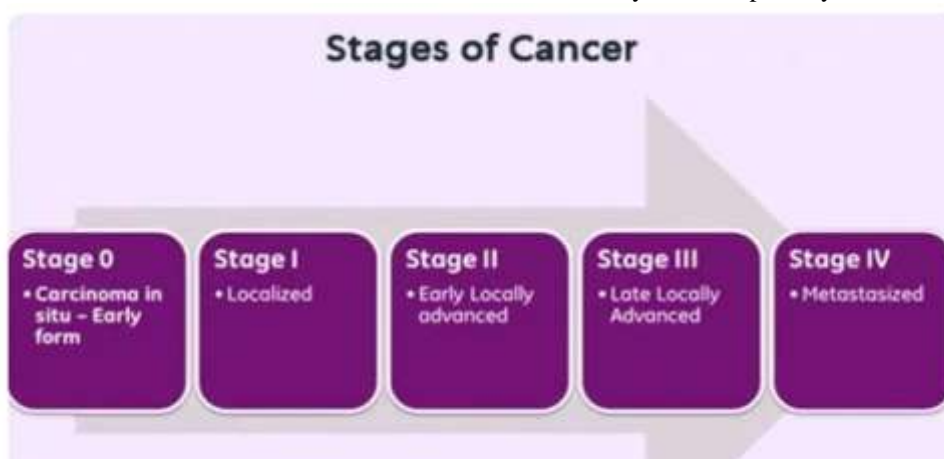 Stages of Cancer
Stage 0
• Carcinoma in
situ – Early
form
Stage I
• Localized
Stage II
• Early Locally
advanced
Stage III
• Late Locally
Advanced
Stage IV
• Metastasized